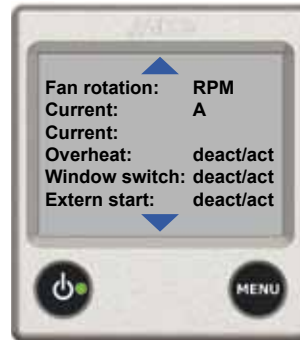 Fan rotation: RPM
Current: A
Current:
Overheat: deact/act
Window switch: deact/act
Extern start: deact/act
MENU